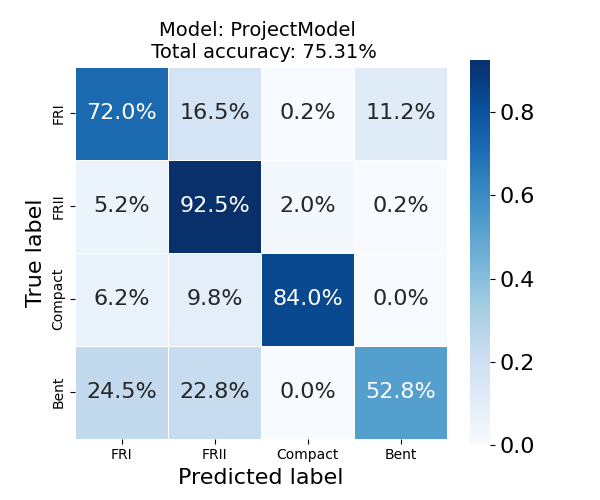 Model: ProjectModel
Total accuracy: 75.31%
True label
FRI
72.0% 16.5% 0.2% 11.2%
FRII
5.2% 92.5% 2.0% 0.2%
Compact
6.2% 9.8% 84.0% 0.0%
Bent
24.5% 22.8% 0.0% 52.8%
FRI FRII Compact Bent
Predicted label
0.8
0.6
0.4
0.2
0.0